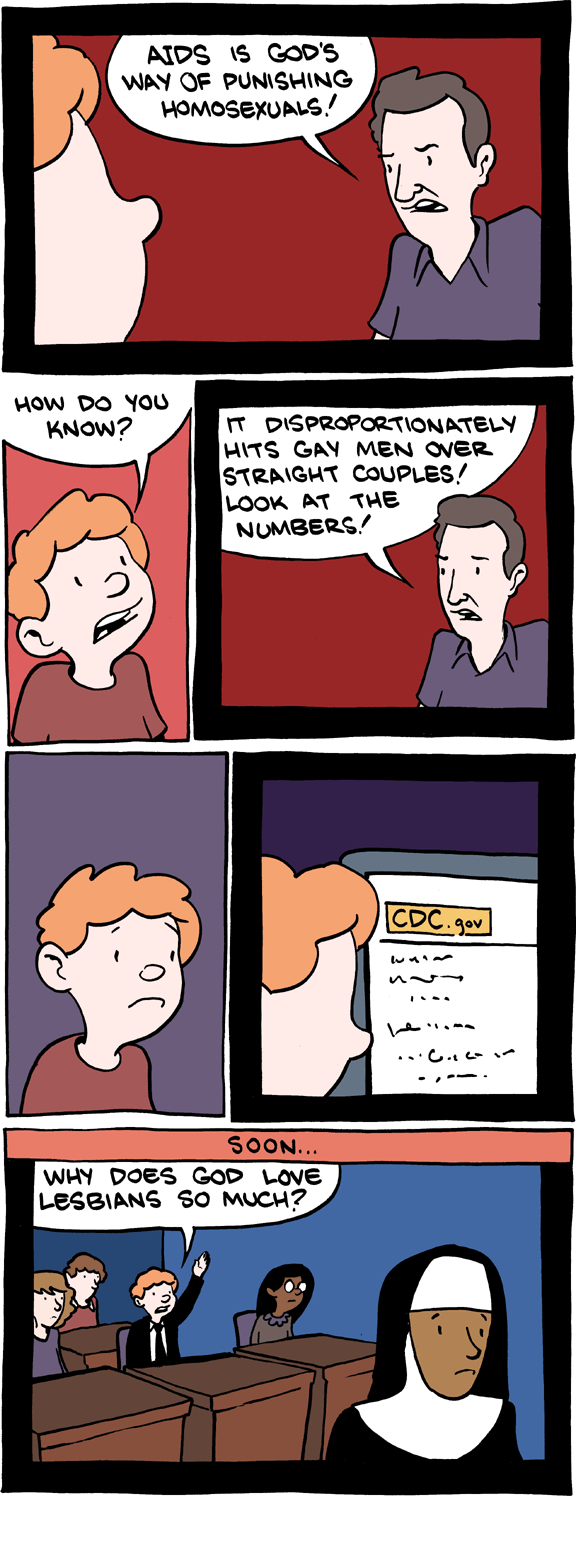 AIDS IS GOD'S
WAY OF PUNISHING
HOMOSEXUALS!
HOW DO YOU
KNOW?
IT DISPROPORTIONATELY
HITS GAY MEN OVER
STRAIGHT COUPLES!
LOOK AT THE
NUMBERS!
CDC.gov
SOON...
WHY DOES GOD LOVE
LESBIANS SO MUCH?